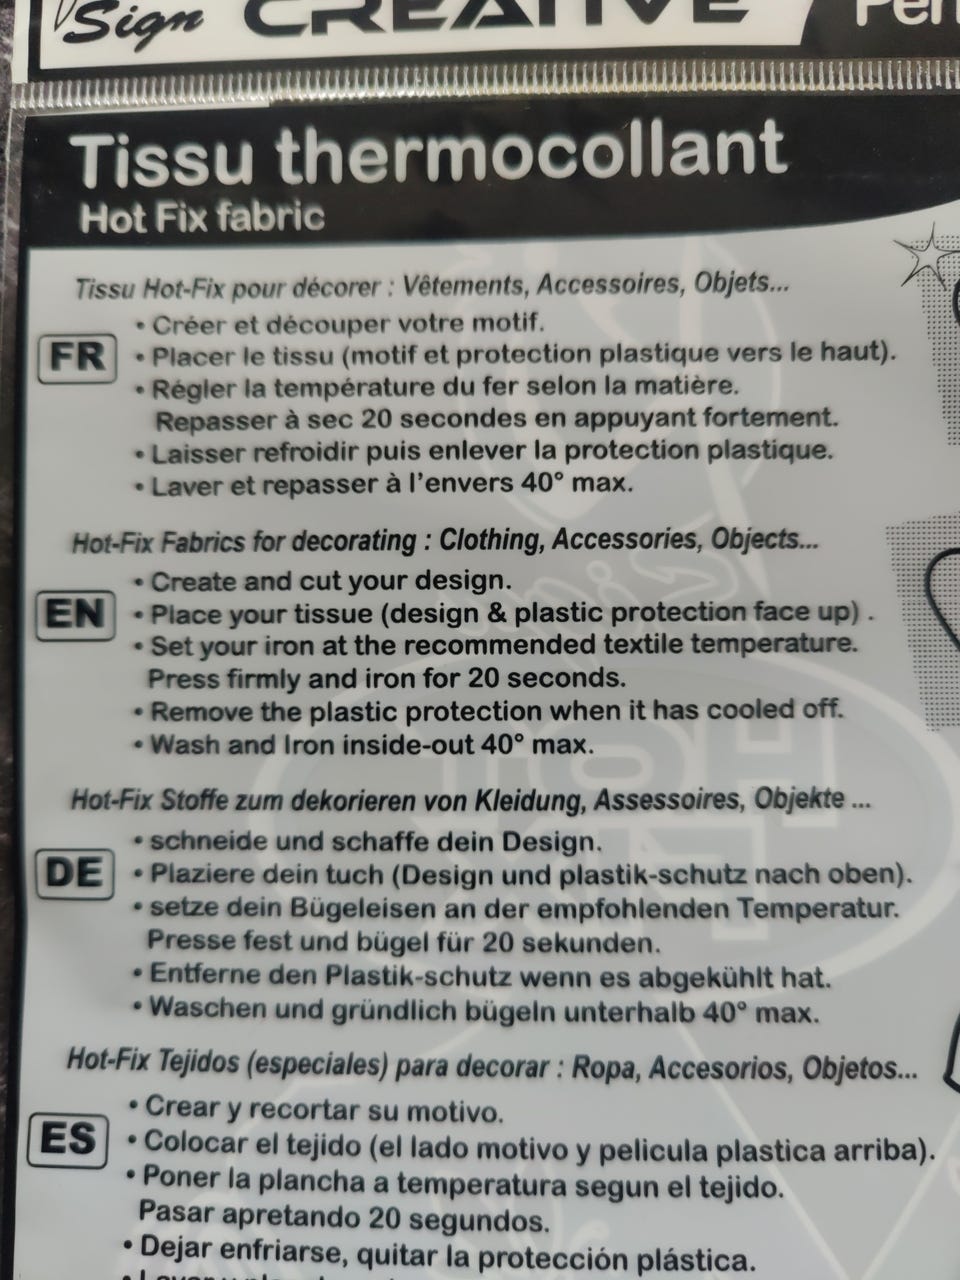 Sign CREATIVE
Tissu thermocollant
Hot Fix fabric
Tissu Hot-Fix pour décorer : Vêtements, Accessoires, Objets...
FR
• Créer et découper votre motif.
• Placer le tissu (motif et protection plastique vers le haut).
• Régler la température du fer selon la matière.
Repasser à sec 20 secondes en appuyant fortement.
• Laisser refroidir puis enlever la protection plastique.
• Laver et repasser à l'envers 40° max.
Hot-Fix Fabrics for decorating : Clothing, Accessories, Objects...
EN
• Create and cut your design.
• Place your tissue (design & plastic protection face up) .
• Set your iron at the recommended textile temperature.
Press firmly and iron for 20 seconds.
• Remove the plastic protection when it has cooled off.
• Wash and Iron inside-out 40° max.
Hot-Fix Stoffe zum dekorieren von Kleidung, Assessoires, Objekte ...
DE
• schneide und schaffe dein Design.
• Plaziere dein tuch (Design und plastik-schutz nach oben).
• setze dein Bügeleisen an der empfohlenden Temperatur.
Presse fest und bügel für 20 sekunden.
• Entferne den Plastik-schutz wenn es abgekühlt hat.
• Waschen und gründlich bügeln unterhalb 40° max.
Hot-Fix Tejidos (especiales) para decorar : Ropa, Accesorios, Objetos...
ES
• Crear y recortar su motivo.
• Colocar el tejido (el lado motivo y pelicula plastica arriba).
• Poner la plancha a temperatura segun el tejido.
Pasar apretando 20 segundos.
• Dejar enfriarse, quitar la protección plástica.